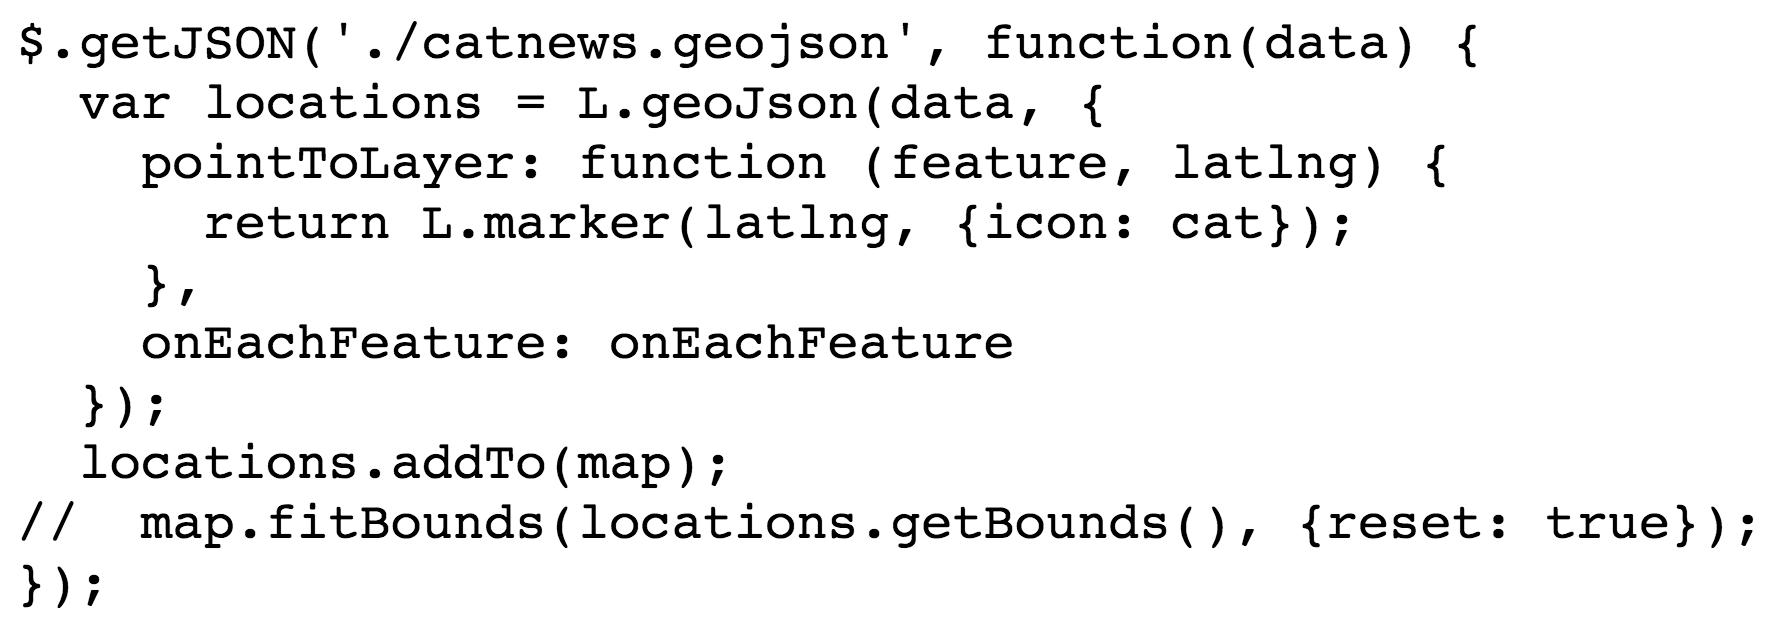 $.getJSON('./catnews.geojson', function(data) {
  var locations = L.geoJson(data, {
    pointToLayer: function (feature, latlng) {
      return L.marker(latlng, {icon: cat});
    },
    onEachFeature: onEachFeature
  });
  locations.addTo(map);
//  map.fitBounds(locations.getBounds(), {reset: true});
});